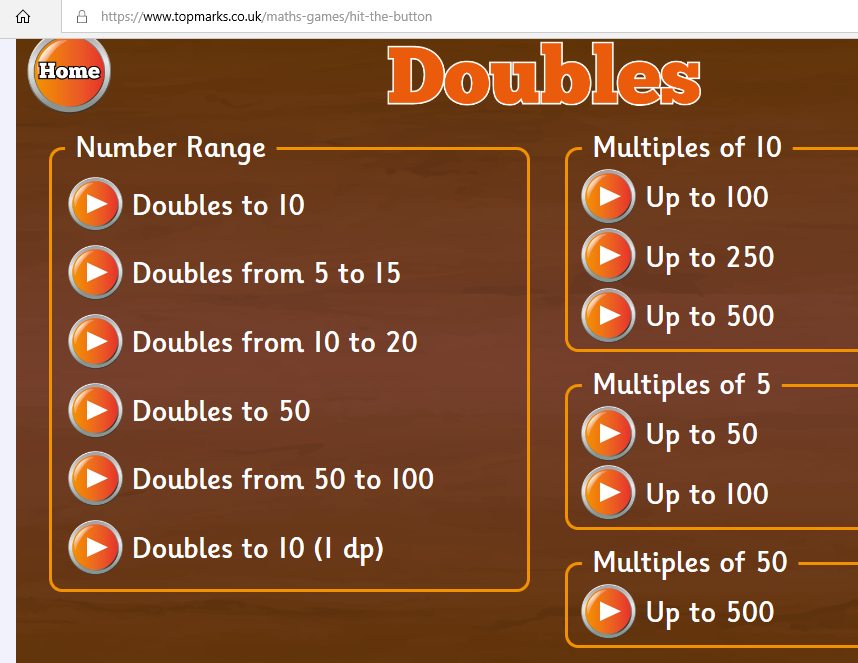 https://www.topmarks.co.uk/maths-games/hit-the-button
Home
Doubles
Number Range
Doubles to 10
Doubles from 5 to 15
Doubles from 10 to 20
Doubles to 50
Doubles from 50 to 100
Doubles to 10 (1 dp)
Multiples of 10
Up to 100
Up to 250
Up to 500
Multiples of 5
Up to 50
Up to 100
Multiples of 50
Up to 500